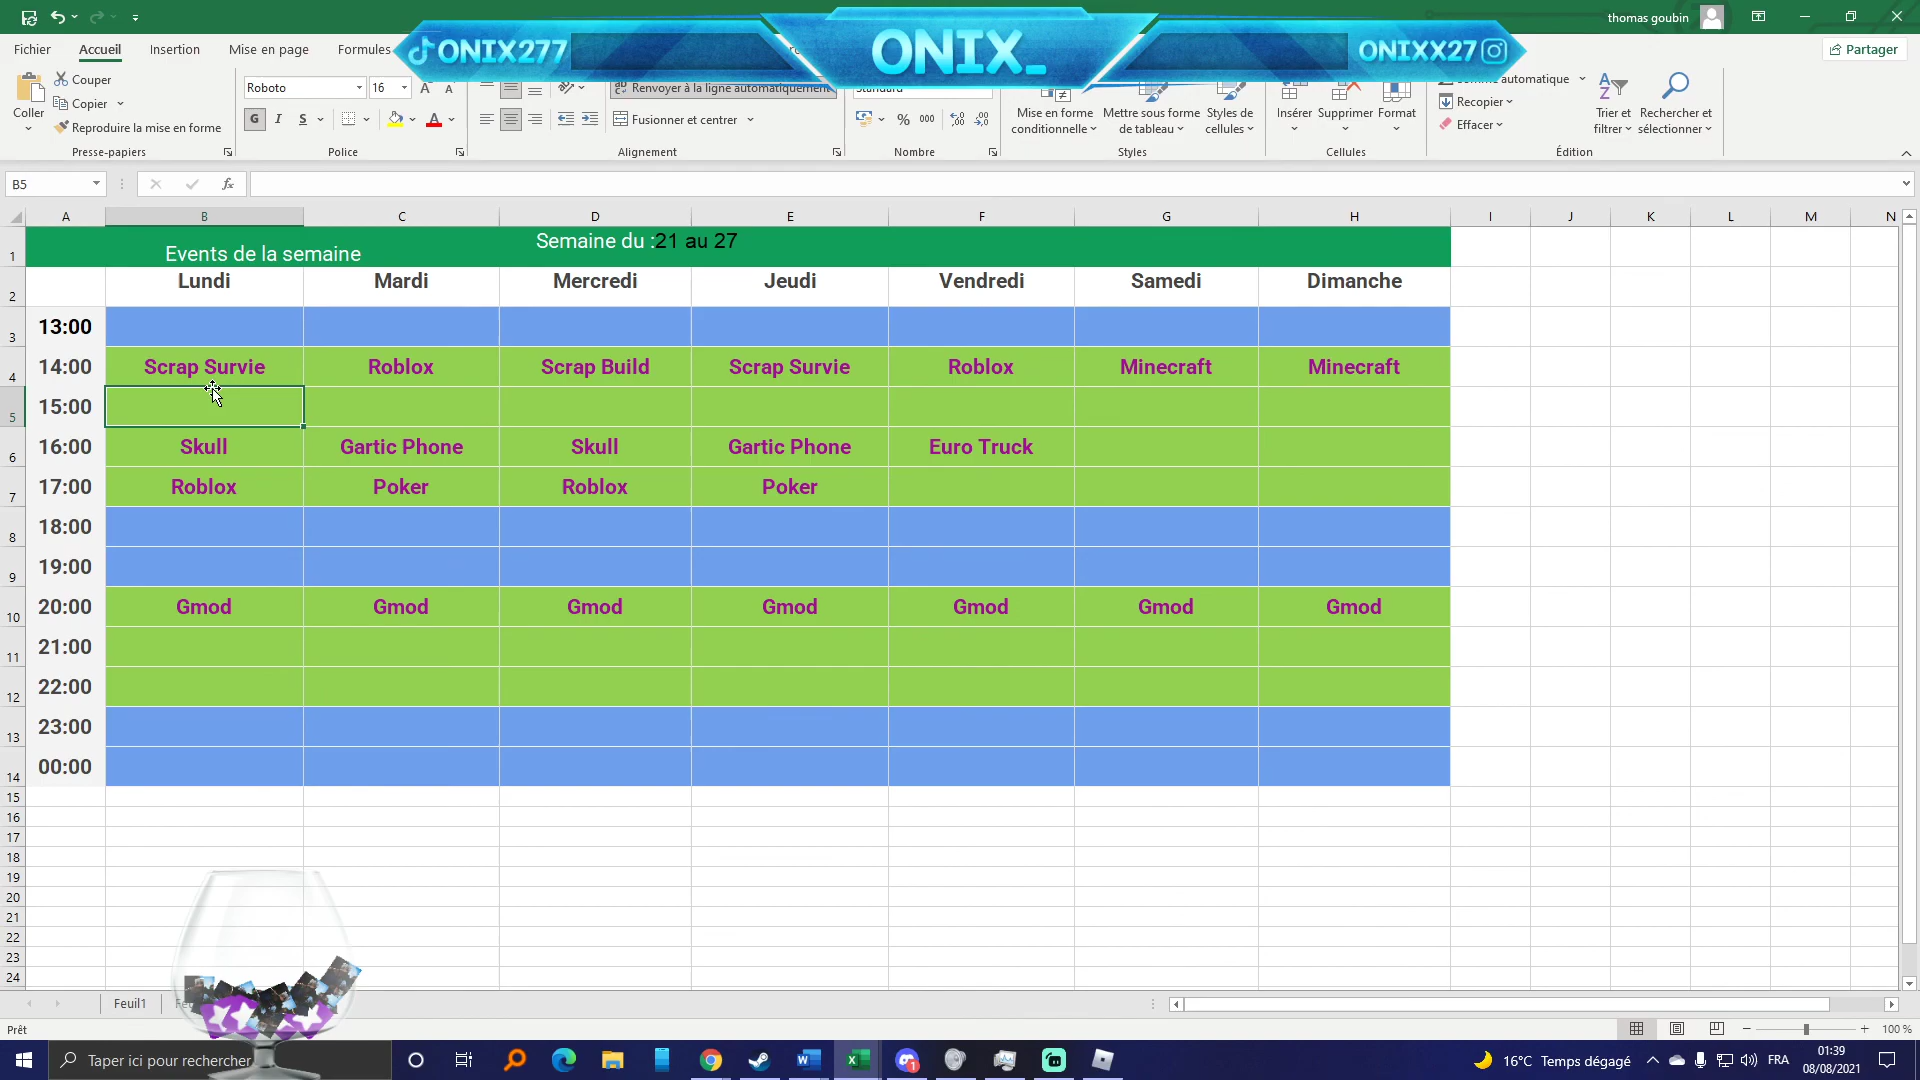 thomas goubin
Fichier Accueil Insertion Mise en page Formules
ONIX277 ONIX_ ONIXX27
Partager
Coller
Couper
Copier
Reproduire la mise en forme
Presse-papiers
Roboto 16
G I S A
Police
Renvoyer à la ligne automatiquement
Fusionner et centrer
Alignement
Standard
% 000
Nombre
Mise en forme conditionnelle
Mettre sous forme de tableau
Styles de cellules
Styles
Insérer Supprimer Format
Cellules
Somme automatique
Recopier
Effacer
Trier et filtrer
Rechercher et sélectionner
Édition
B5 fx
A B C D E F G H I J K L M N
1 Events de la semaine Semaine du :21 au 27
2 Lundi Mardi Mercredi Jeudi Vendredi Samedi Dimanche
3 13:00
4 14:00 Scrap Survie Roblox Scrap Build Scrap Survie Roblox Minecraft Minecraft
5 15:00
6 16:00 Skull Gartic Phone Skull Gartic Phone Euro Truck
7 17:00 Roblox Poker Roblox Poker
8 18:00
9 19:00
10 20:00 Gmod Gmod Gmod Gmod Gmod Gmod Gmod
11 21:00
12 22:00
13 23:00
14 00:00
15
16
17
18
19
20
21
22
23
24
Feuil1
Prêt
100 %
Taper ici pour rechercher
16°C Temps dégagé
FRA
01:39
08/08/2021